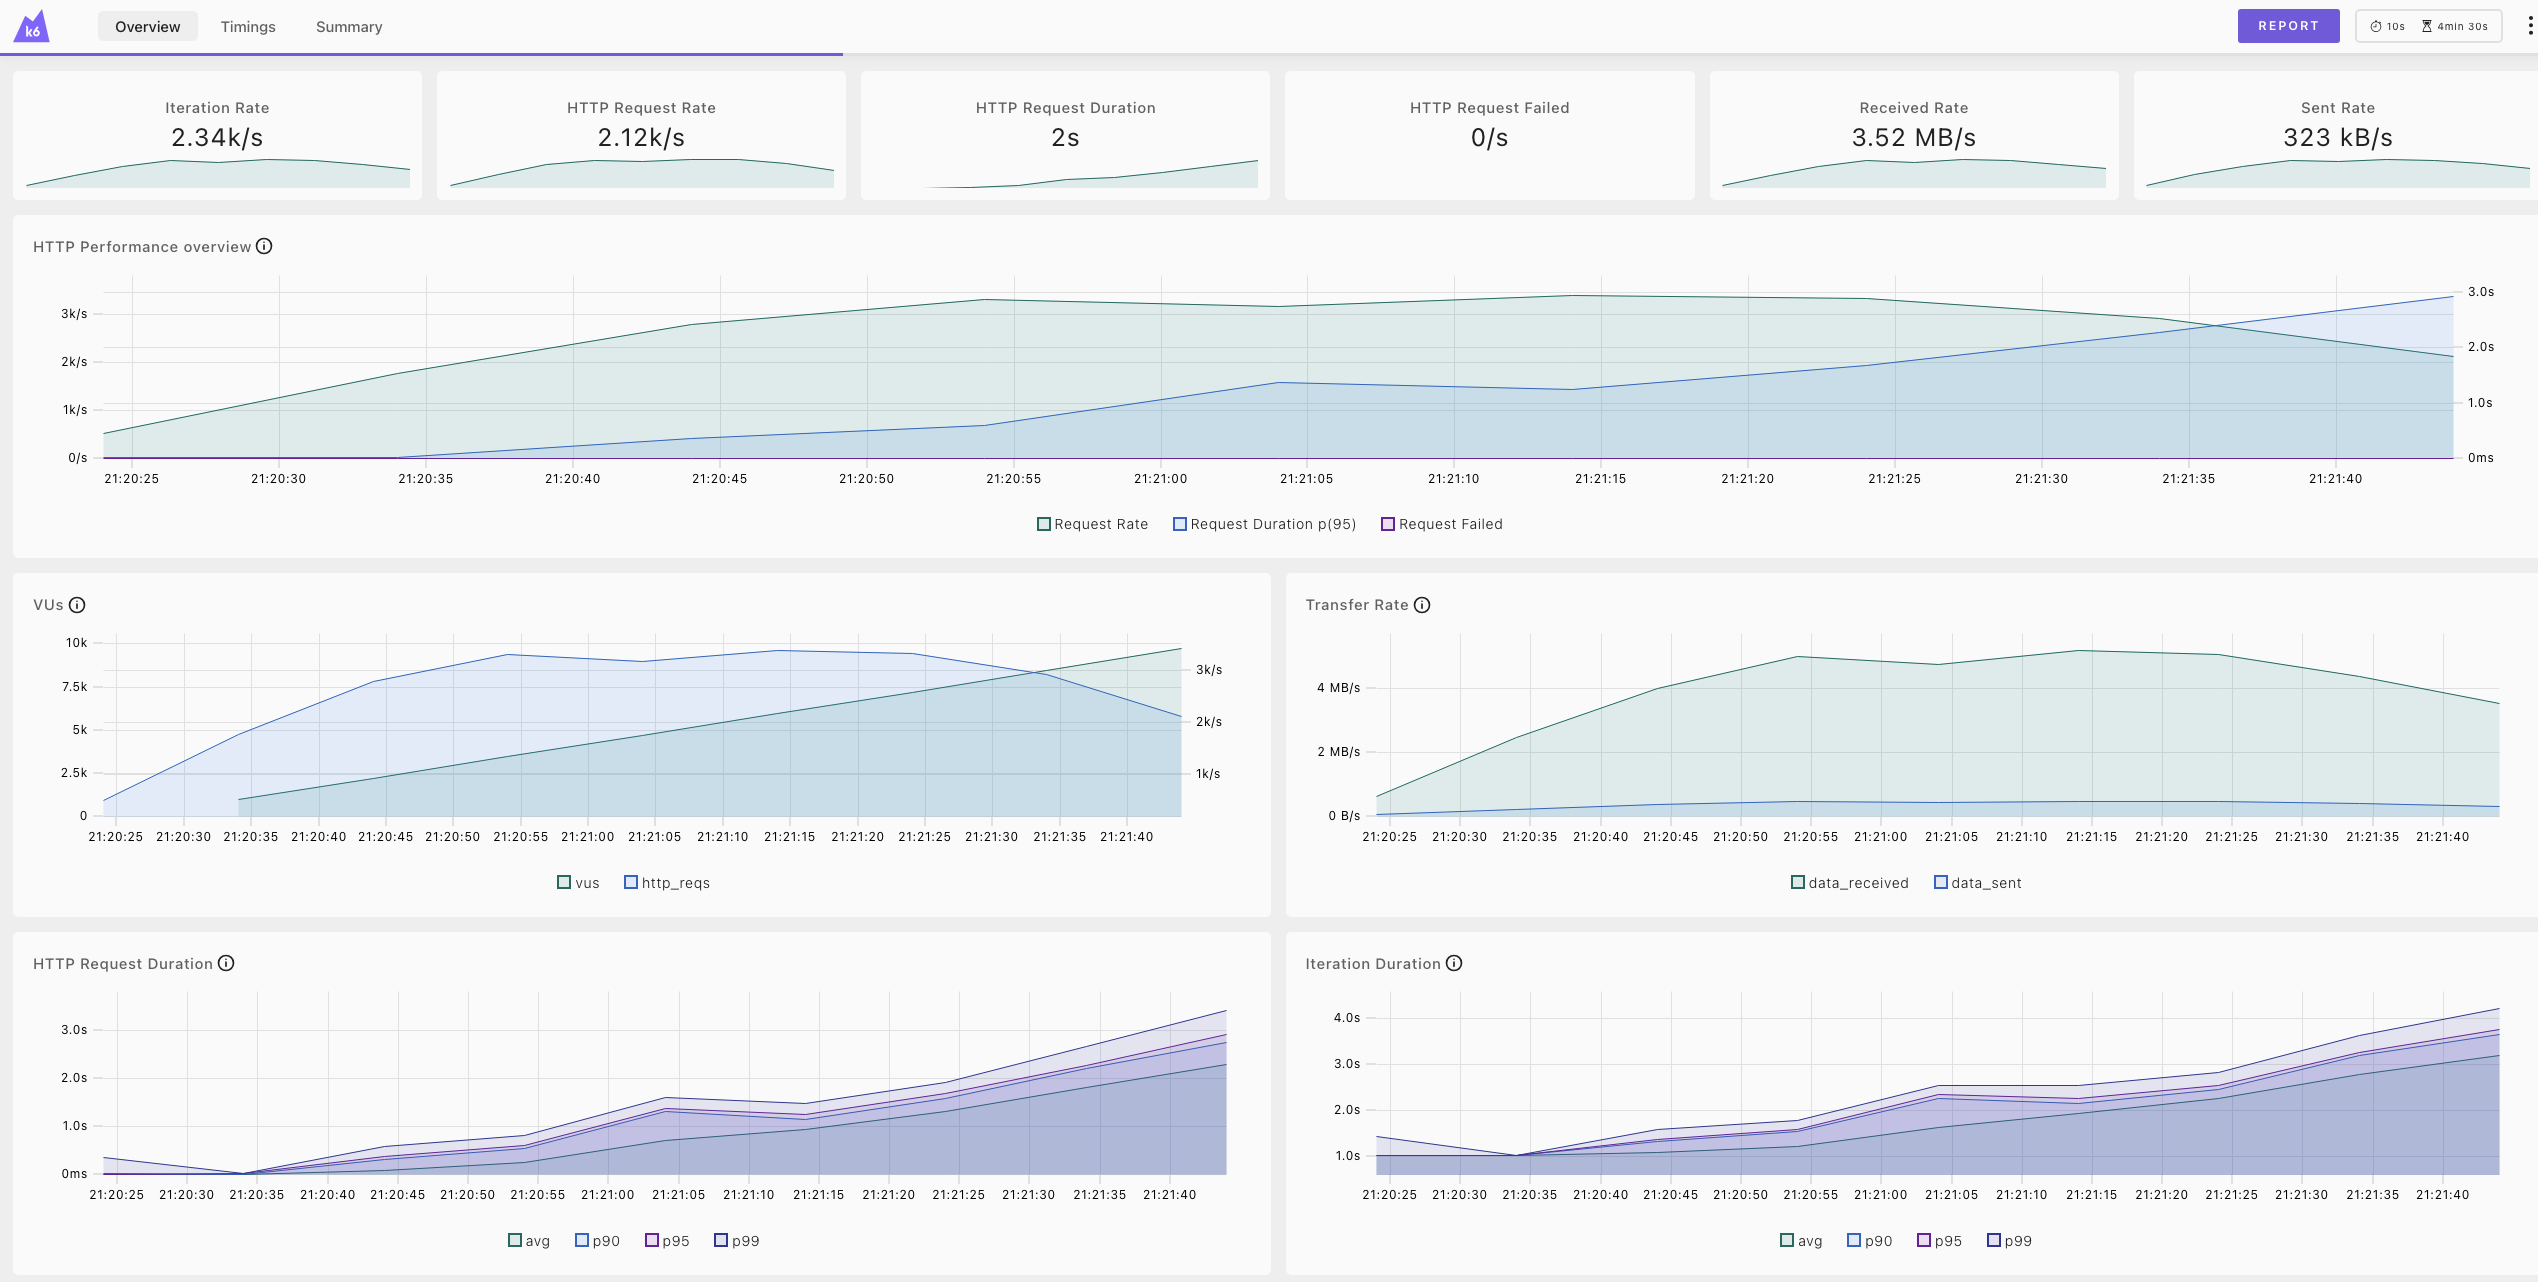 k6 Overview Timings Summary REPORT 10s 4min 30s
Iteration Rate
2.34k/s
HTTP Request Rate
2.12k/s
HTTP Request Duration
2s
HTTP Request Failed
0/s
Received Rate
3.52 MB/s
Sent Rate
323 kB/s
HTTP Performance overview
3k/s
2k/s
1k/s
0/s
3.0s
2.0s
1.0s
0ms
21:20:25 21:20:30 21:20:35 21:20:40 21:20:45 21:20:50 21:20:55 21:21:00 21:21:05 21:21:10 21:21:15 21:21:20 21:21:25 21:21:30 21:21:35 21:21:40
Request Rate Request Duration p(95) Request Failed
VUs
10k
7.5k
5k
2.5k
0
3k/s
2k/s
1k/s
21:20:25 21:20:30 21:20:35 21:20:40 21:20:45 21:20:50 21:20:55 21:21:00 21:21:05 21:21:10 21:21:15 21:21:20 21:21:25 21:21:30 21:21:35 21:21:40
vus http_reqs
Transfer Rate
4 MB/s
2 MB/s
0 B/s
21:20:25 21:20:30 21:20:35 21:20:40 21:20:45 21:20:50 21:20:55 21:21:00 21:21:05 21:21:10 21:21:15 21:21:20 21:21:25 21:21:30 21:21:35 21:21:40
data_received data_sent
HTTP Request Duration
3.0s
2.0s
1.0s
0ms
21:20:25 21:20:30 21:20:35 21:20:40 21:20:45 21:20:50 21:20:55 21:21:00 21:21:05 21:21:10 21:21:15 21:21:20 21:21:25 21:21:30 21:21:35 21:21:40
avg p90 p95 p99
Iteration Duration
4.0s
3.0s
2.0s
1.0s
21:20:25 21:20:30 21:20:35 21:20:40 21:20:45 21:20:50 21:20:55 21:21:00 21:21:05 21:21:10 21:21:15 21:21:20 21:21:25 21:21:30 21:21:35 21:21:40
avg p90 p95 p99